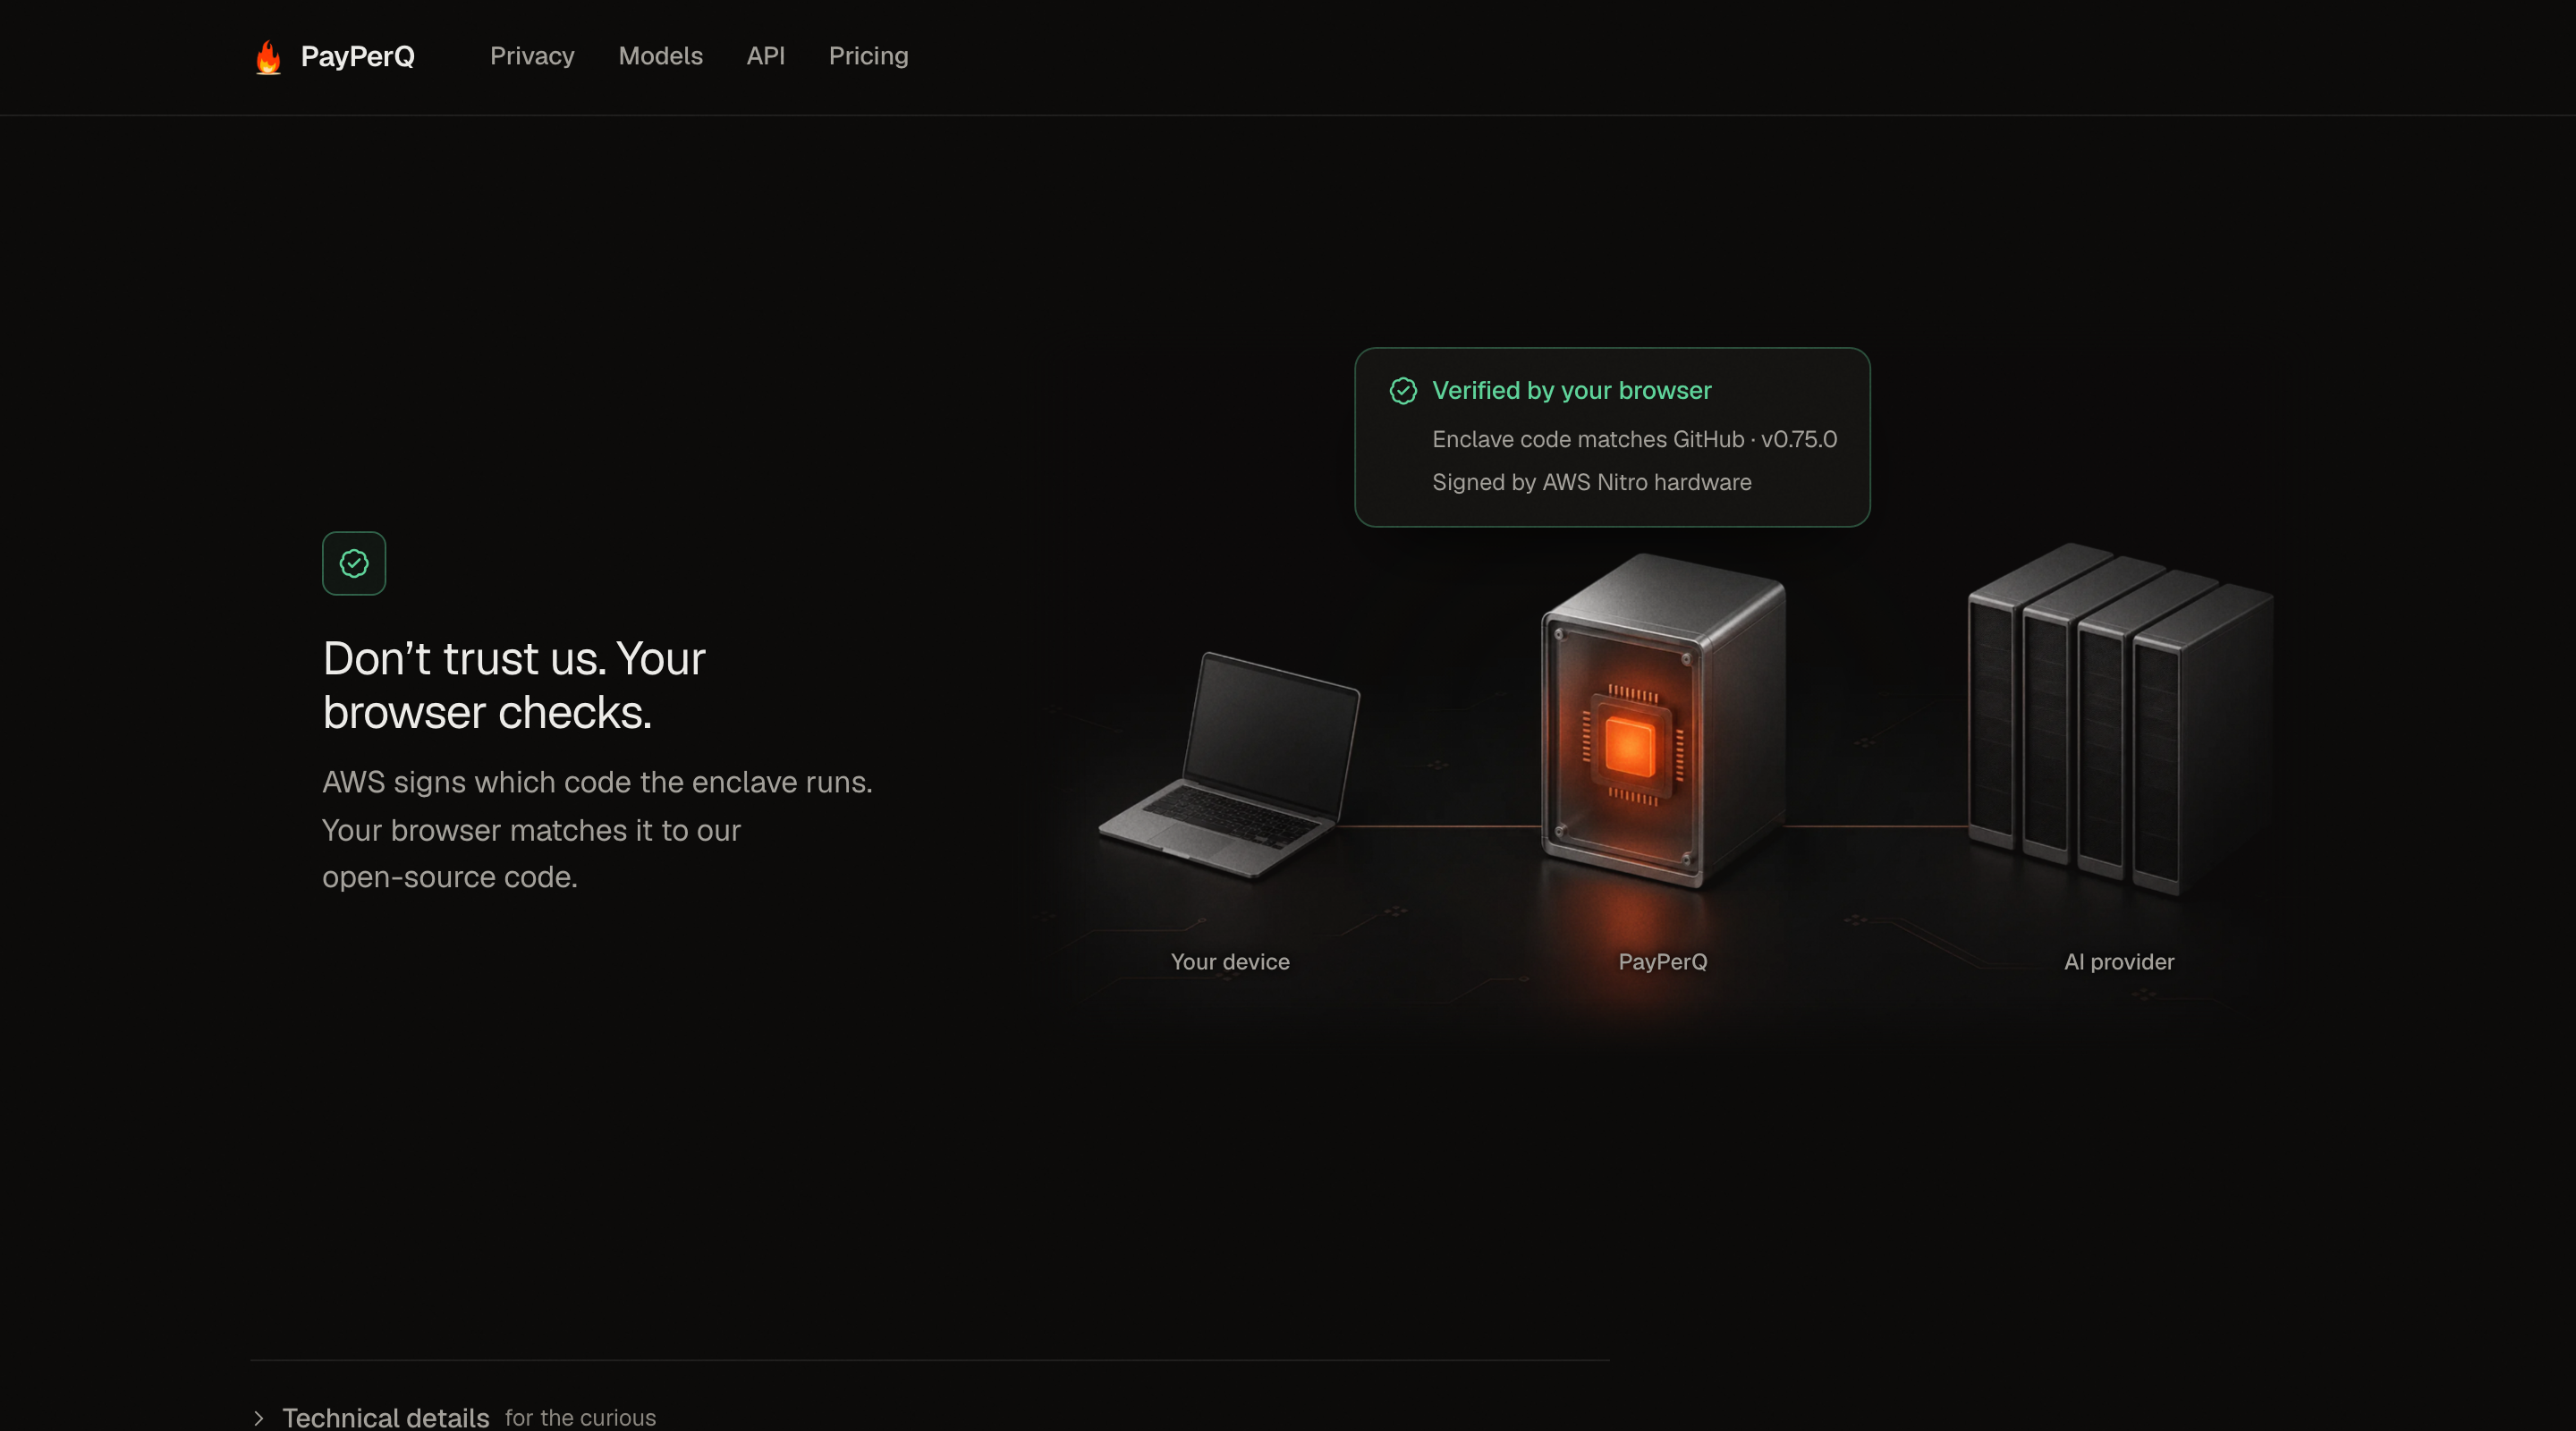 PayPerQ
Privacy
Models
API
Pricing
Verified by your browser
Enclave code matches GitHub · v0.75.0
Signed by AWS Nitro hardware
Don’t trust us. Your
browser checks.
AWS signs which code the enclave runs.
Your browser matches it to our
open-source code.
Your device
PayPerQ
AI provider
Technical details for the curious